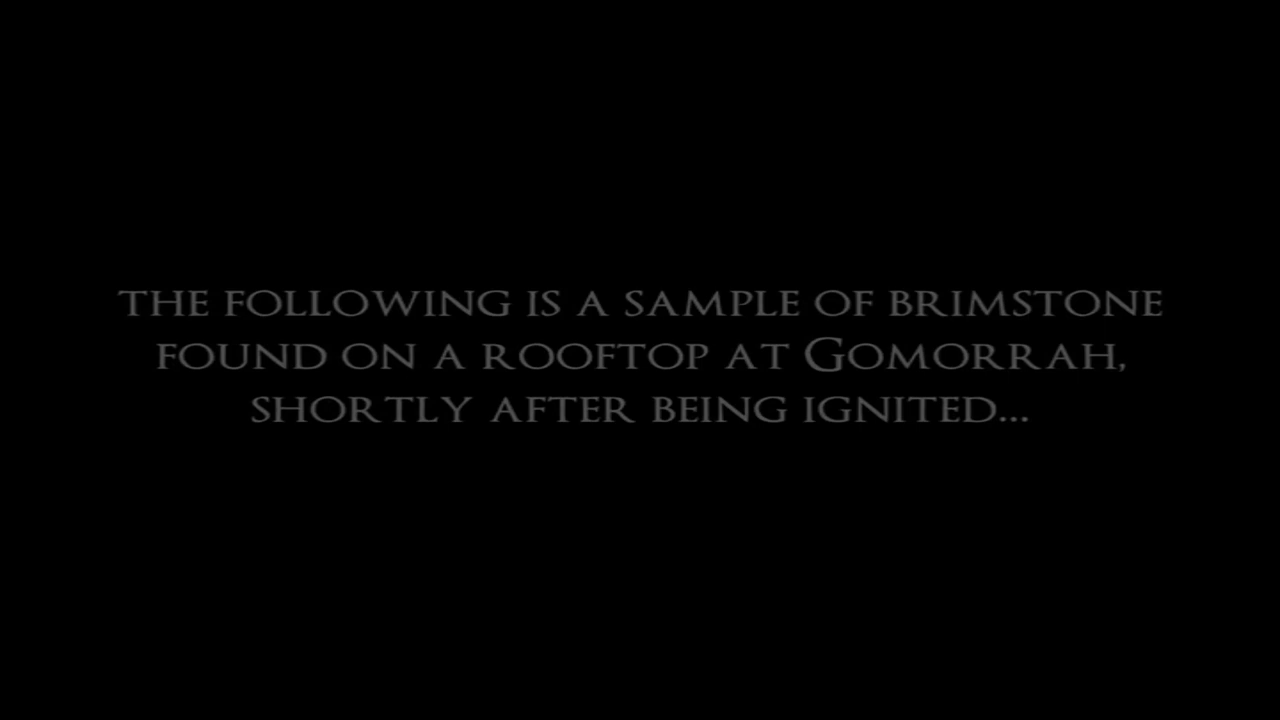 THE FOLLOWING IS A SAMPLE OF BRIMSTONE
FOUND ON A ROOFTOP AT GOMORRAH,
SHORTLY AFTER BEING IGNITED...